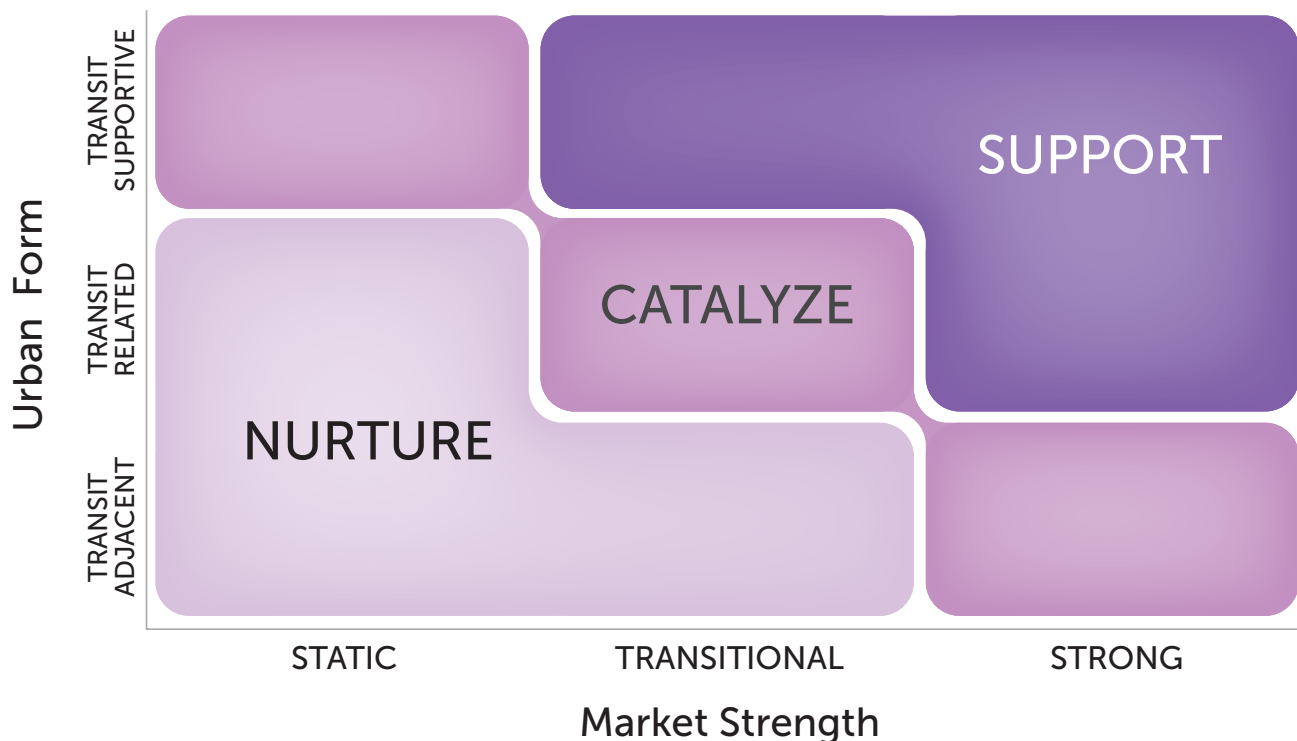 Urban Form
TRANSIT
SUPPORTIVE
TRANSIT
RELATED
TRANSIT
ADJACENT
SUPPORT
CATALYZE
NURTURE
STATIC
TRANSITIONAL
STRONG
Market Strength